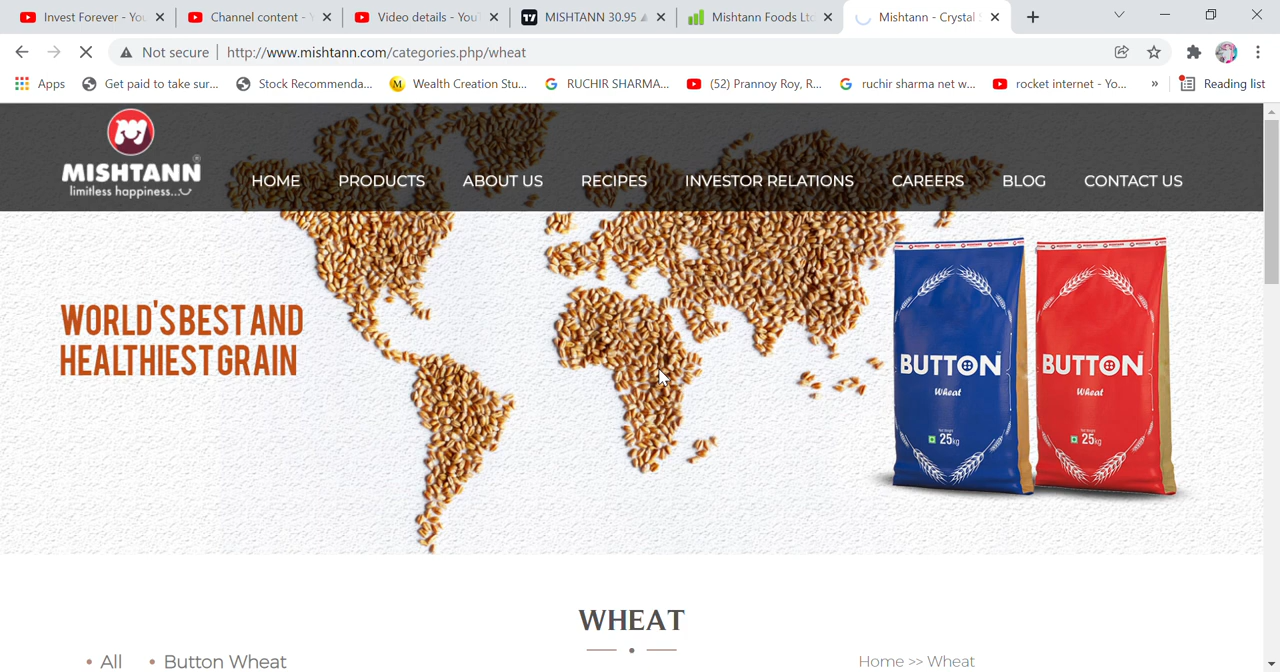 Invest Forever - You
Channel content -
Video details - YouT
MISHTANN 30.95
Mishtann Foods Ltd
Mishtann - Crystal
Not secure
http://www.mishtann.com/categories.php/wheat
Apps
Get paid to take sur...
Stock Recommenda...
Wealth Creation Stu...
RUCHIR SHARMA...
(52) Prannoy Roy, R...
ruchir sharma net w...
rocket internet - Yo...
»
Reading list
MISHTANN®
limitless happiness...
HOME
PRODUCTS
ABOUT US
RECIPES
INVESTOR RELATIONS
CAREERS
BLOG
CONTACT US
WORLD'S BEST AND
HEALTHIEST GRAIN
BUTTON™
Wheat
25kg
BUTTON™
Wheat
25kg
WHEAT
• All
• Button Wheat
Home >> Wheat